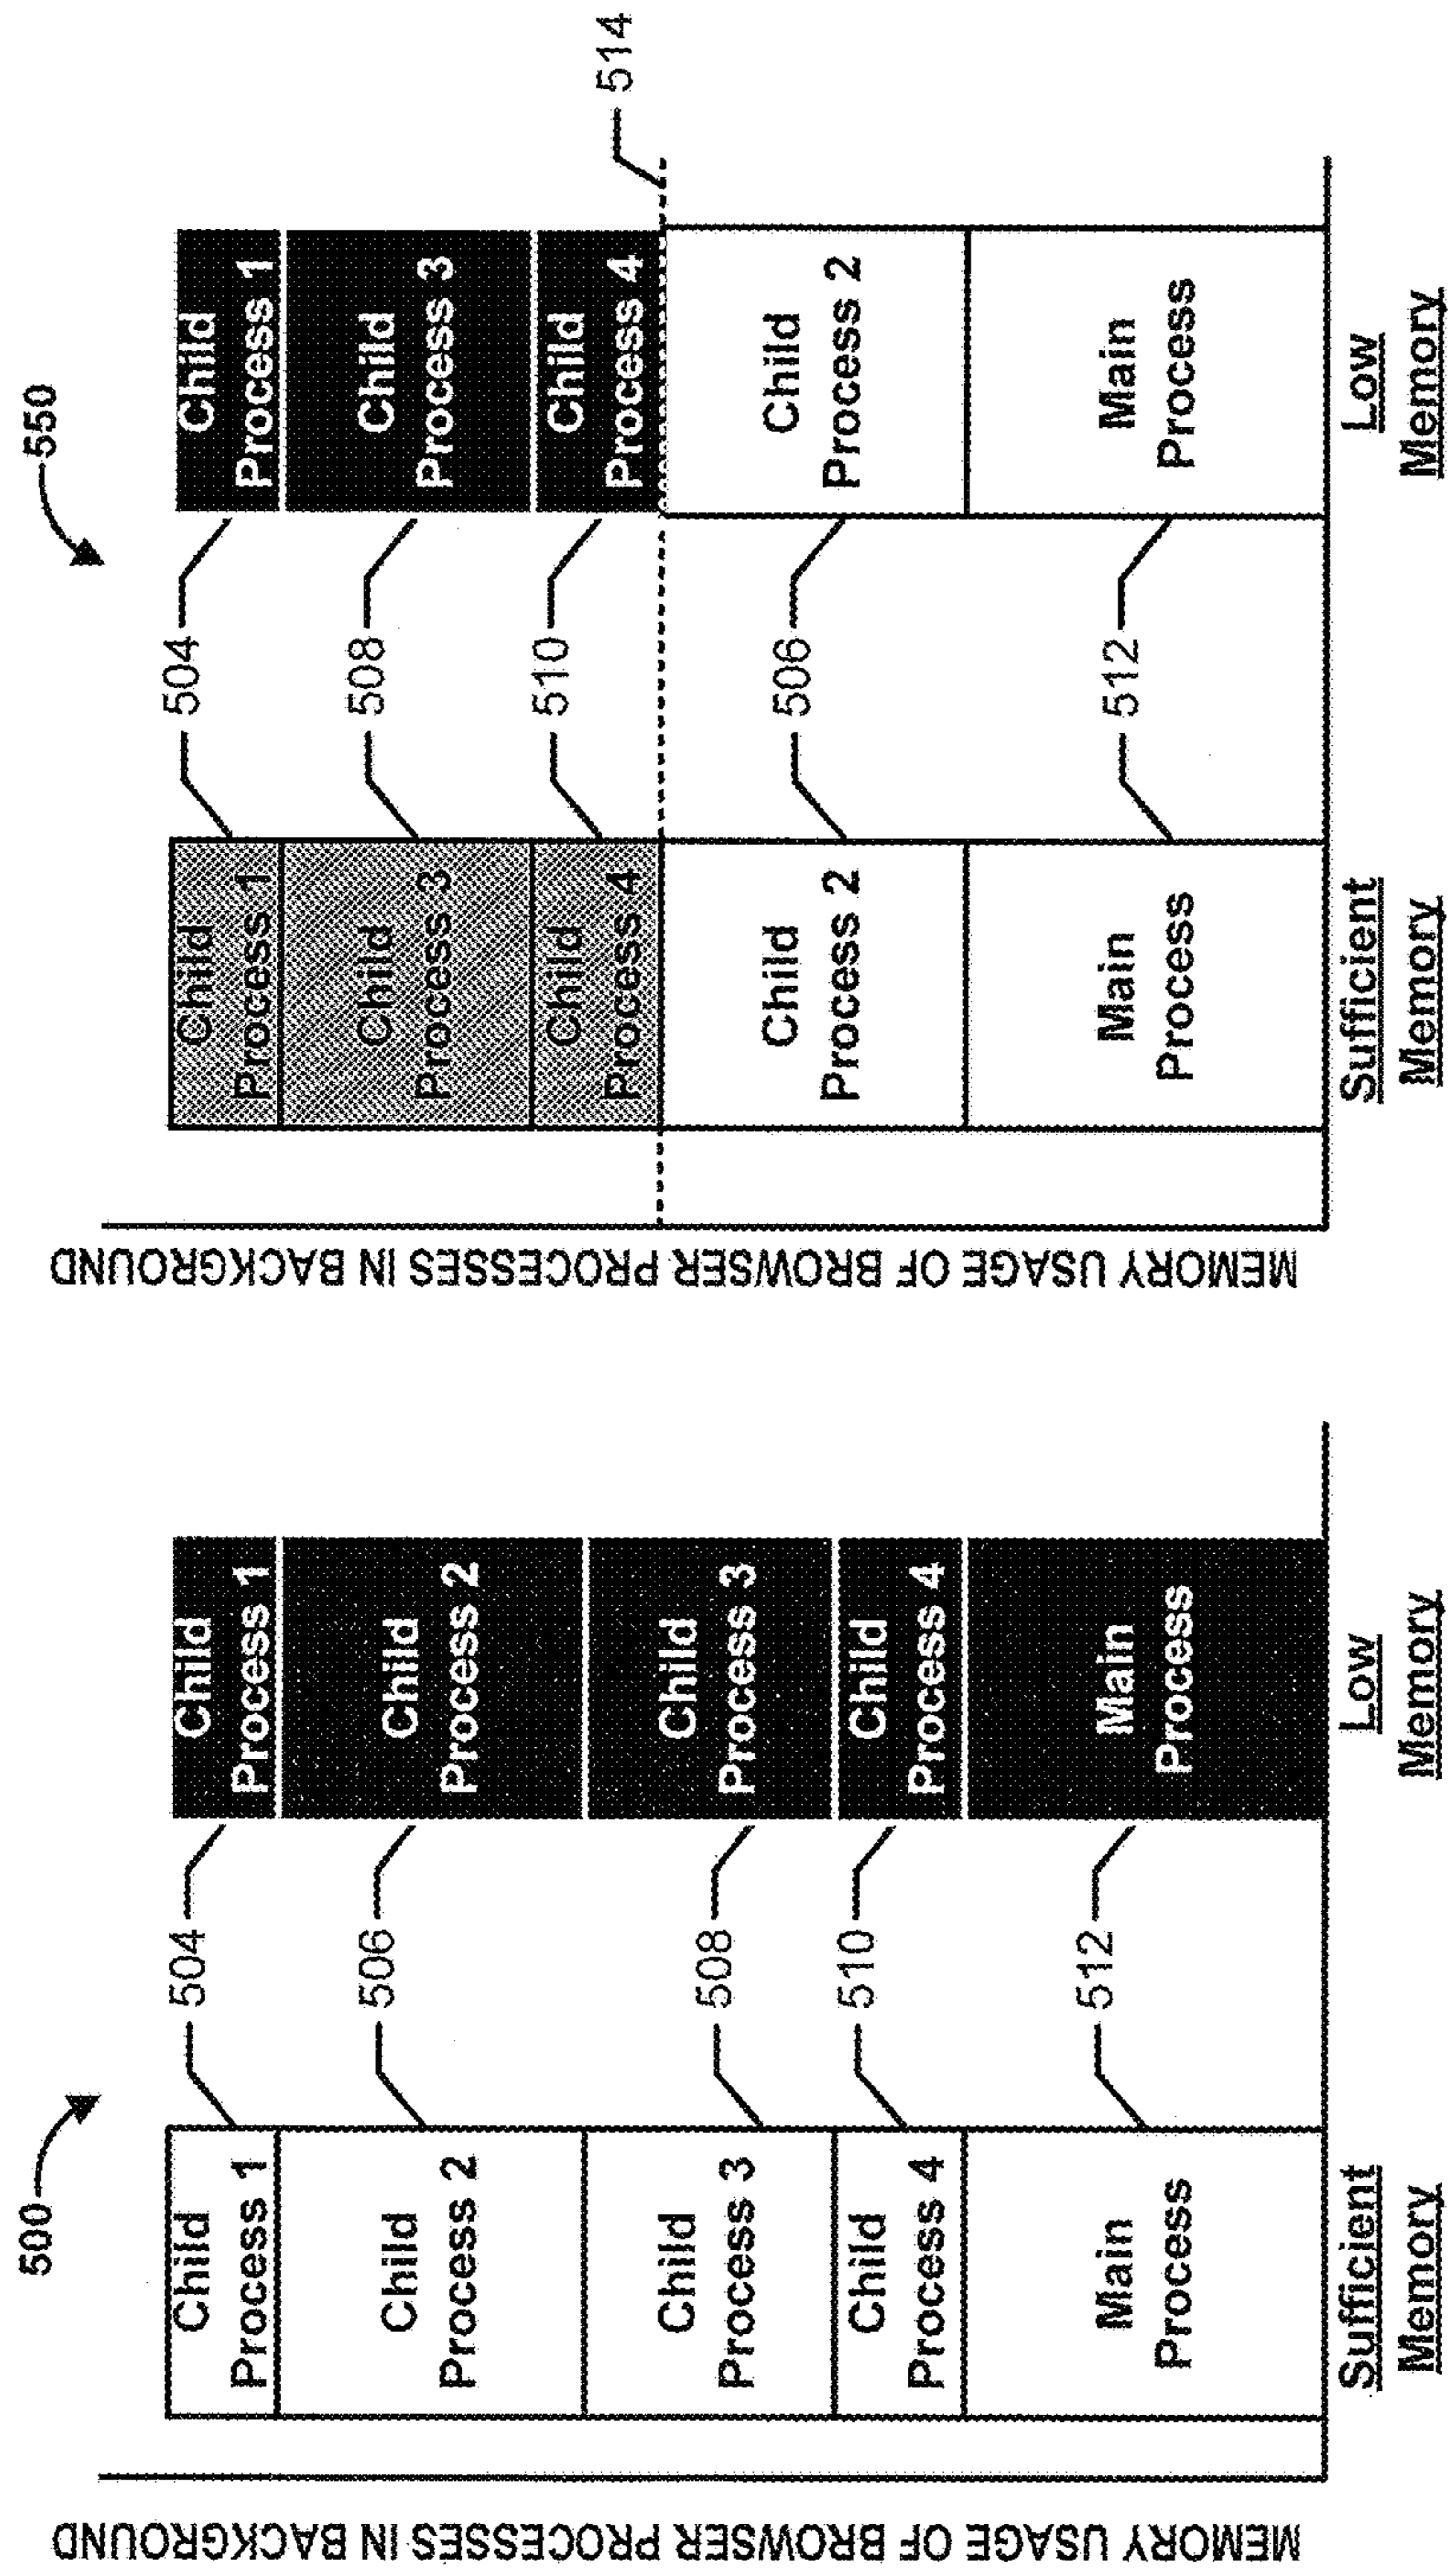 500
MEMORY USAGE OF BROWSER PROCESSES IN BACKGROUND
Child
Process 1
Child
Process 2
Child
Process 3
Child
Process 4
Main
Process
Sufficient
Memory
504
506
508
510
512
Child
Process 1
Child
Process 2
Child
Process 3
Child
Process 4
Main
Process
Low
Memory
550
MEMORY USAGE OF BROWSER PROCESSES IN BACKGROUND
Child
Process 1
Child
Process 3
Child
Process 4
Child
Process 2
Main
Process
Sufficient
Memory
504
508
510
506
512
Child
Process 1
Child
Process 3
Child
Process 4
Child
Process 2
Main
Process
Low
Memory
514